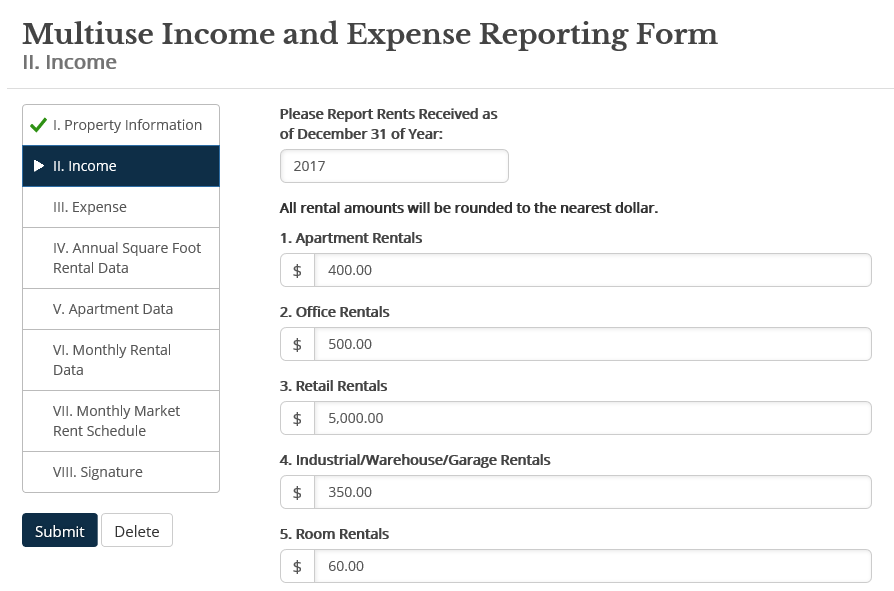 Multiuse Income and Expense Reporting Form
II. Income
I. Property Information
II. Income
III. Expense
IV. Annual Square Foot
Rental Data
V. Apartment Data
VI. Monthly Rental
Data
VII. Monthly Market
Rent Schedule
VIII. Signature
Submit
Delete
Please Report Rents Received as
of December 31 of Year:
2017
All rental amounts will be rounded to the nearest dollar.
1. Apartment Rentals
$ 400.00
2. Office Rentals
$ 500.00
3. Retail Rentals
$ 5,000.00
4. Industrial/Warehouse/Garage Rentals
$ 350.00
5. Room Rentals
$ 60.00